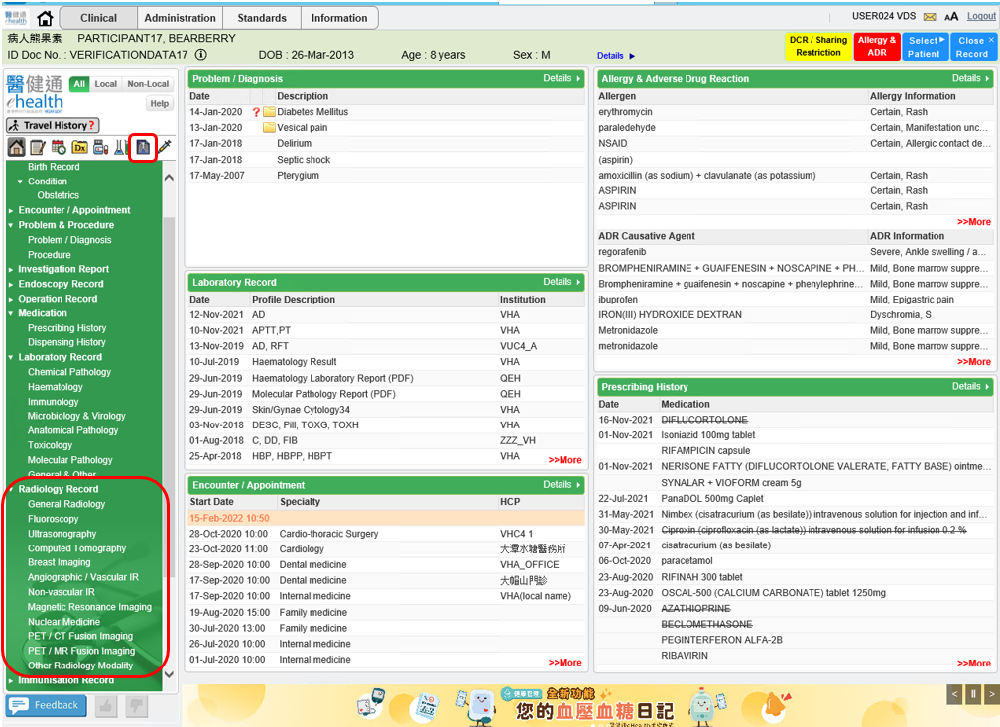 醫健通
ehealth
Clinical
Administration
Standards
Information
USER024 VDS
AA
Logout
病人熊果素 PARTICIPANT17, BEARBERRY
ID Doc No. : VERIFICATIONDATA17
DOB : 26-Mar-2013
Age : 8 years
Sex : M
Details
DCR / Sharing Restriction
Allergy & ADR
Select Patient
Close Record
醫健通
ehealth
All
Local
Non-Local
Help
Travel History?
Dx
Birth Record
Condition
Obstetrics
Encounter / Appointment
Problem & Procedure
Problem / Diagnosis
Procedure
Investigation Report
Endoscopy Record
Operation Record
Medication
Prescribing History
Dispensing History
Laboratory Record
Chemical Pathology
Haematology
Immunology
Microbiology & Virology
Anatomical Pathology
Toxicology
Molecular Pathology
General & Other
Radiology Record
General Radiology
Fluoroscopy
Ultrasonography
Computed Tomography
Breast Imaging
Angiographic / Vascular IR
Non-vascular IR
Magnetic Resonance Imaging
Nuclear Medicine
PET / CT Fusion Imaging
PET / MR Fusion Imaging
Other Radiology Modality
Immunisation Record
Feedback
Problem / Diagnosis Details
Date Description
14-Jan-2020 ? Diabetes Mellitus
13-Jan-2020 Vesical pain
17-Jan-2018 Delirium
17-Jan-2018 Septic shock
17-May-2007 Pterygium
Laboratory Record Details
Date Profile Description Institution
12-Nov-2021 AD VHA
10-Nov-2021 APTT,PT VHA
13-Nov-2019 AD, RFT VUC4_A
10-Jul-2019 Haematology Result VHA
29-Jun-2019 Haematology Laboratory Report (PDF) QEH
29-Jun-2019 Molecular Pathology Report (PDF) QEH
29-Jun-2019 Skin/Gynae Cytology34 VHA
03-Nov-2018 DESC, Pill, TOXG, TOXH VHA
01-Aug-2018 C, DD, FIB ZZZ_VH
25-Apr-2018 HBP, HBPP, HBPT VHA
>>More
Encounter / Appointment Details
Start Date Specialty HCP
15-Feb-2022 10:50
28-Oct-2020 10:00 Cardio-thoracic Surgery VHC4 1
23-Oct-2020 11:00 Cardiology 大潭水塘醫務所
28-Sep-2020 10:00 Dental medicine VHA_OFFICE
17-Sep-2020 10:00 Dental medicine 大帽山門診
17-Sep-2020 10:00 Internal medicine VHA(local name)
19-Aug-2020 15:00 Family medicine
30-Jul-2020 13:00 Family medicine
26-Jul-2020 10:00 Internal medicine
01-Jul-2020 10:00 Internal medicine
>>More
Allergy & Adverse Drug Reaction Details
Allergen Allergy Information
erythromycin Certain, Rash
paraledehyde Certain, Manifestation unc...
NSAID Certain, Allergic contact de...
(aspirin)
amoxicillin (as sodium) + clavulanate (as potassium) Certain, Rash
ASPIRIN Certain, Rash
ASPIRIN Certain, Rash
>>More
ADR Causative Agent ADR Information
regorafenib Severe, Ankle swelling / a...
BROMPHENIRAMINE + GUAIFENESIN + NOSCAPINE + PH... Mild, Bone marrow suppre...
Brompheniramine + guaifenesin + noscapine + phenylephrine... Mild, Bone marrow suppre...
ibuprofen Mild, Epigastric pain
IRON(III) HYDROXIDE DEXTRAN Dyschromia, S
Metronidazole Mild, Bone marrow suppre...
metronidazole Mild, Bone marrow suppre...
>>More
Prescribing History Details
Date Medication
16-Nov-2021 DIFLUCORTOLONE
01-Nov-2021 Isoniazid 100mg tablet
RIFAMPICIN capsule
01-Nov-2021 NERISONE FATTY (DIFLUCORTOLONE VALERATE, FATTY BASE) ointme...
SYNALAR + VIOFORM cream 5g
22-Jul-2021 PanaDOL 500mg Caplet
31-May-2021 Nimbex (cisatracurium (as besilate)) intravenous solution for injection and inf...
30-May-2021 Ciproxin (ciprofloxacin (as lactate)) intravenous solution for infusion 0.2 %
07-Apr-2021 cisatracurium (as besilate)
06-Oct-2020 paracetamol
23-Aug-2020 RIFINAH 300 tablet
23-Aug-2020 OSCAL-500 (CALCIUM CARBONATE) tablet 1250mg
09-Jun-2020 AZATHIOPRINE
BECLOMETHASONE
PEGINTERFERON ALFA-2B
RIBAVIRIN
>>More
全新功能
您的血壓血糖日記